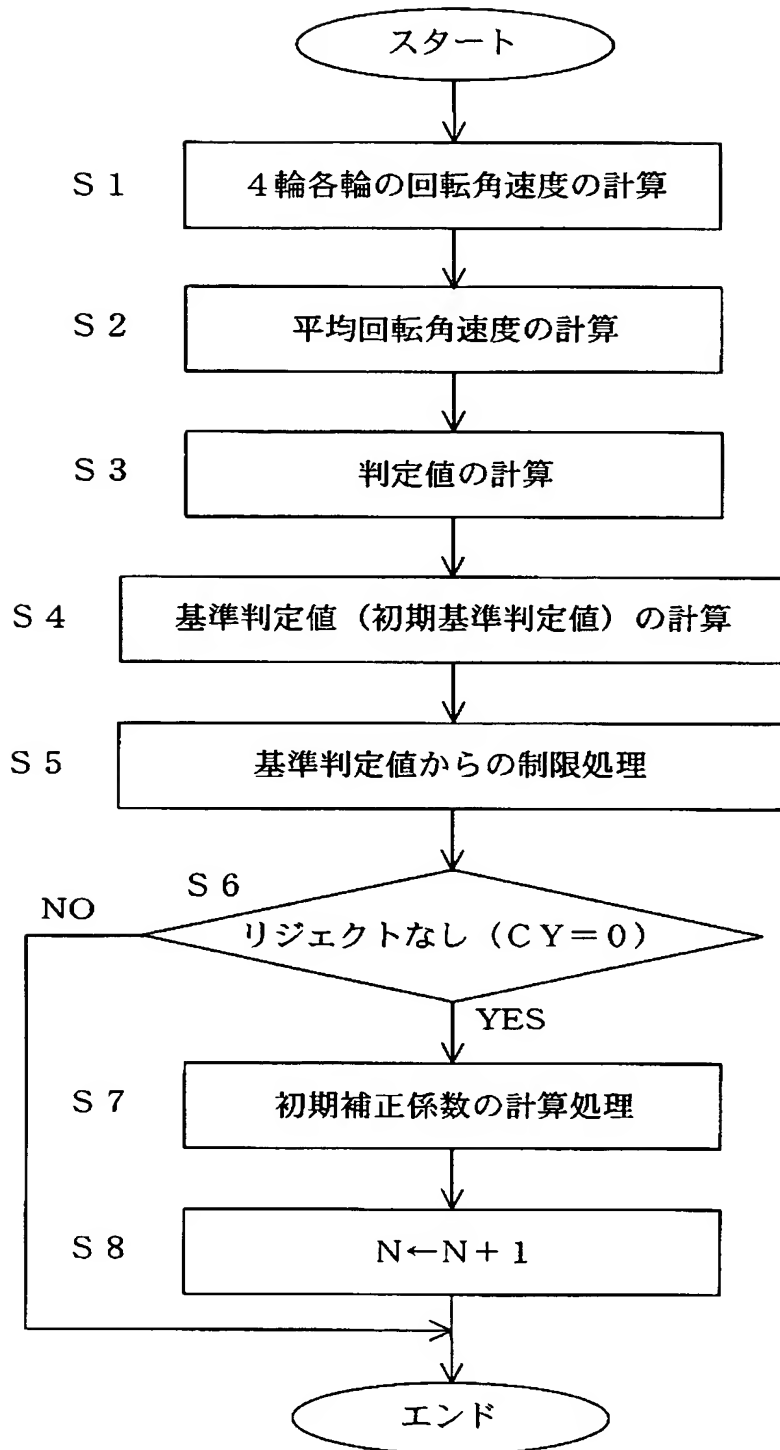 スタート
S1 4輪各輪の回転角速度の計算
S2 平均回転角速度の計算
S3 判定値の計算
S4 基準判定値（初期基準判定値）の計算
S5 基準判定値からの制限処理
S6
NO
リジェクトなし（CY＝0）
YES
S7 初期補正係数の計算処理
S8 N←N＋1
エンド